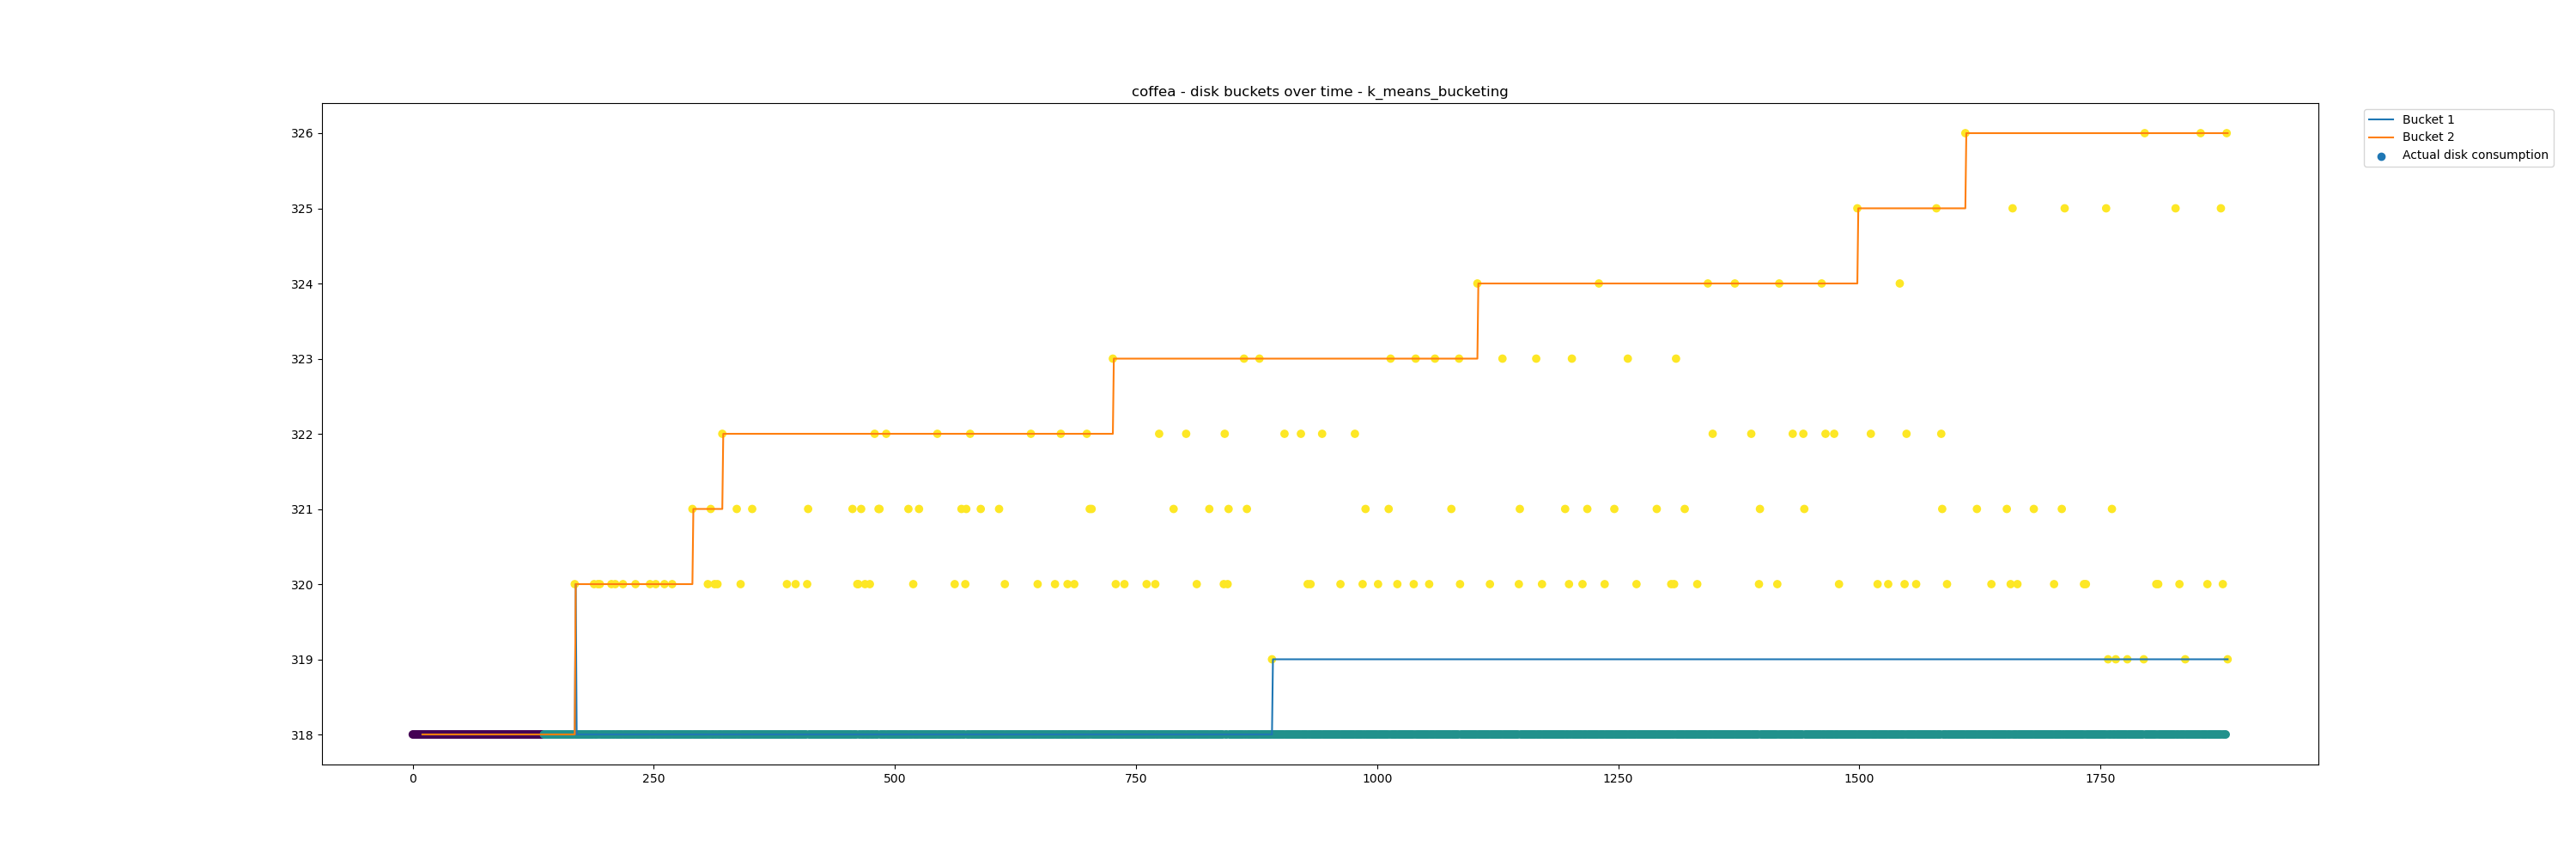 coffea - disk buckets over time - k_means_bucketing
Bucket 1
Bucket 2
Actual disk consumption
326
325
324
323
322
321
320
319
318
0 250 500 750 1000 1250 1500 1750